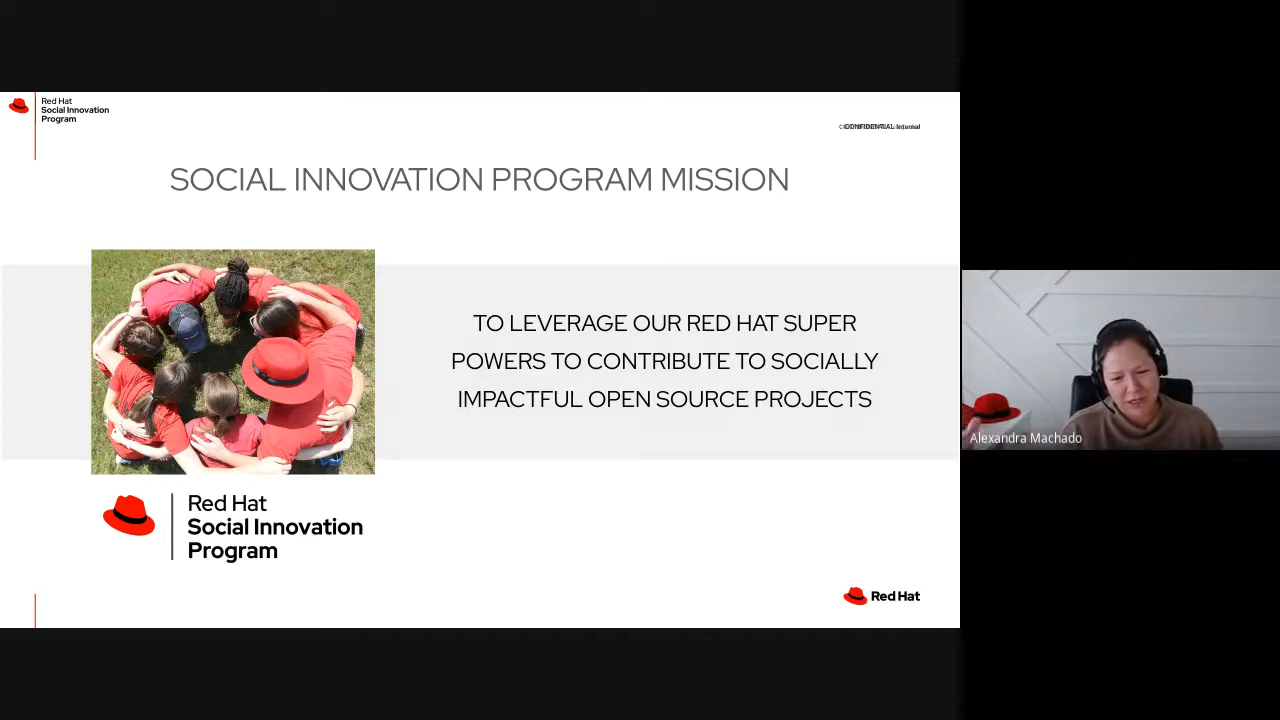 Red Hat
Social Innovation
Program
CONFIDENTIAL Internal
SOCIAL INNOVATION PROGRAM MISSION
TO LEVERAGE OUR RED HAT SUPER
POWERS TO CONTRIBUTE TO SOCIALLY
IMPACTFUL OPEN SOURCE PROJECTS
Alexandra Machado
Red Hat
Social Innovation
Program
Red Hat